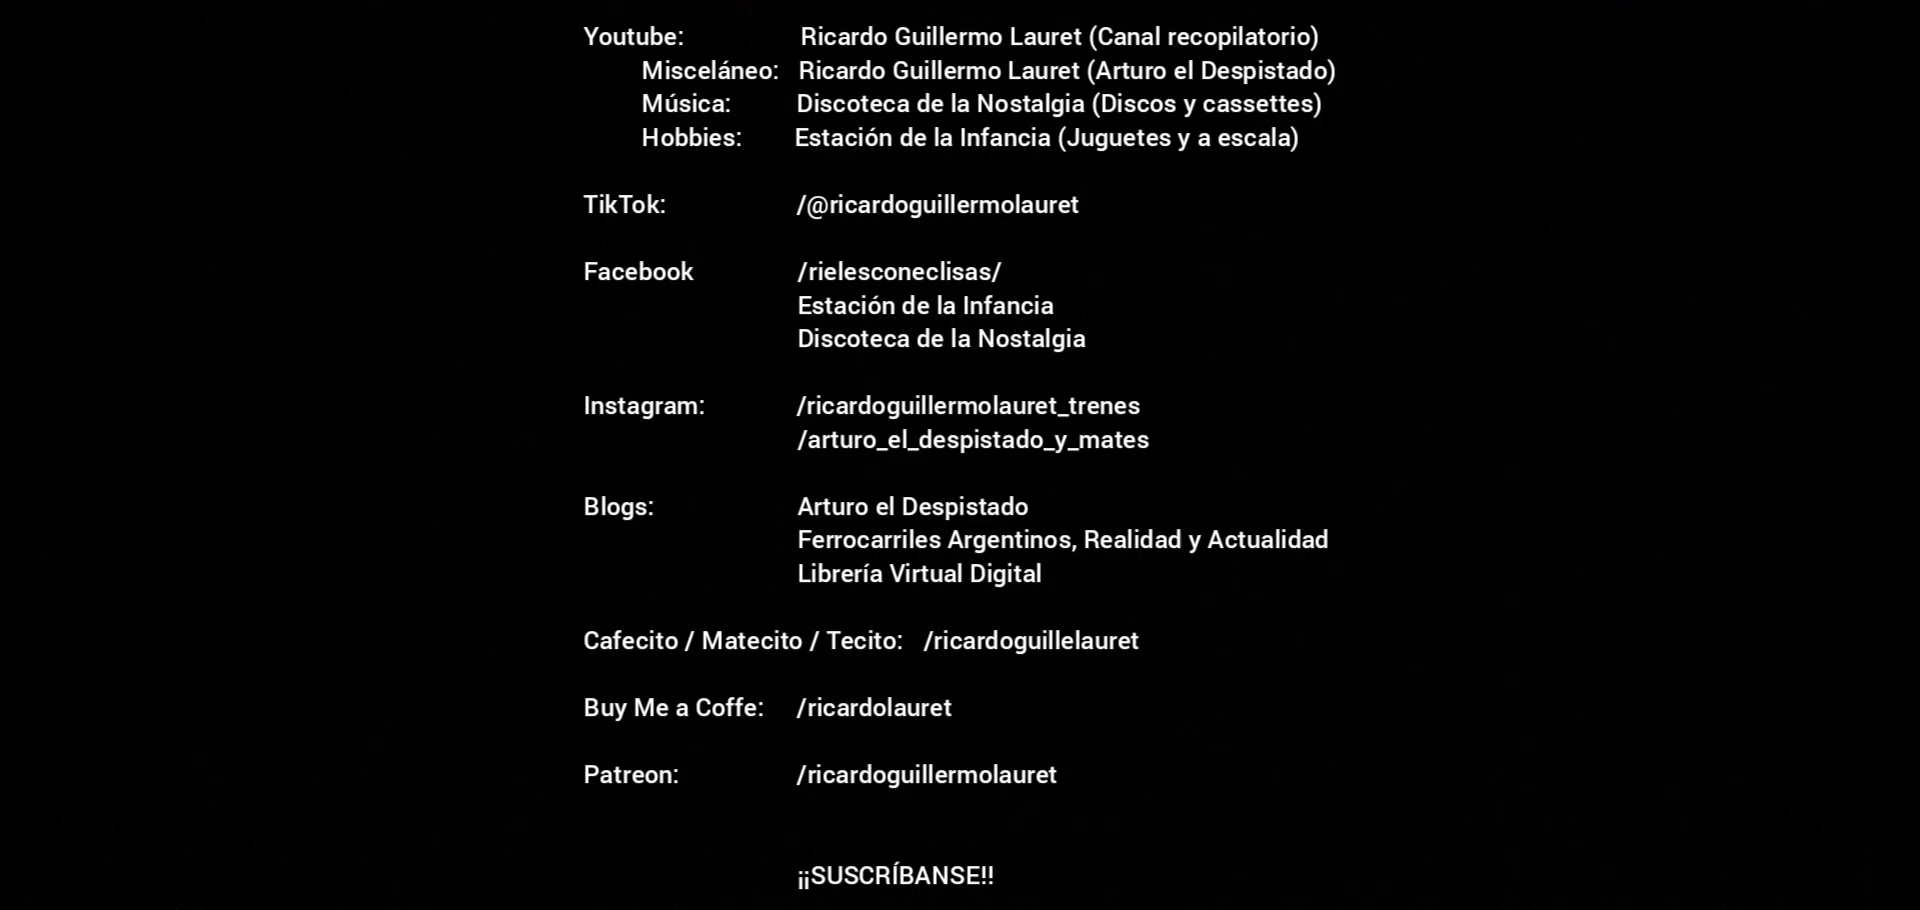 Youtube: Ricardo Guillermo Lauret (Canal recopilatorio)
Misceláneo: Ricardo Guillermo Lauret (Arturo el Despistado)
Música: Discoteca de la Nostalgia (Discos y cassettes)
Hobbies: Estación de la Infancia (Juguetes y a escala)
TikTok: /@ricardoguillermolauret
Facebook /rielesconeclisas/
Estación de la Infancia
Discoteca de la Nostalgia
Instagram: /ricardoguillermolauret_trenes
/arturo_el_despistado_y_mates
Blogs: Arturo el Despistado
Ferrocarriles Argentinos, Realidad y Actualidad
Librería Virtual Digital
Cafecito / Matecito / Tecito: /ricardoguillelauret
Buy Me a Coffe: /ricardolauret
Patreon: /ricardoguillermolauret
¡¡SUSCRÍBANSE!!